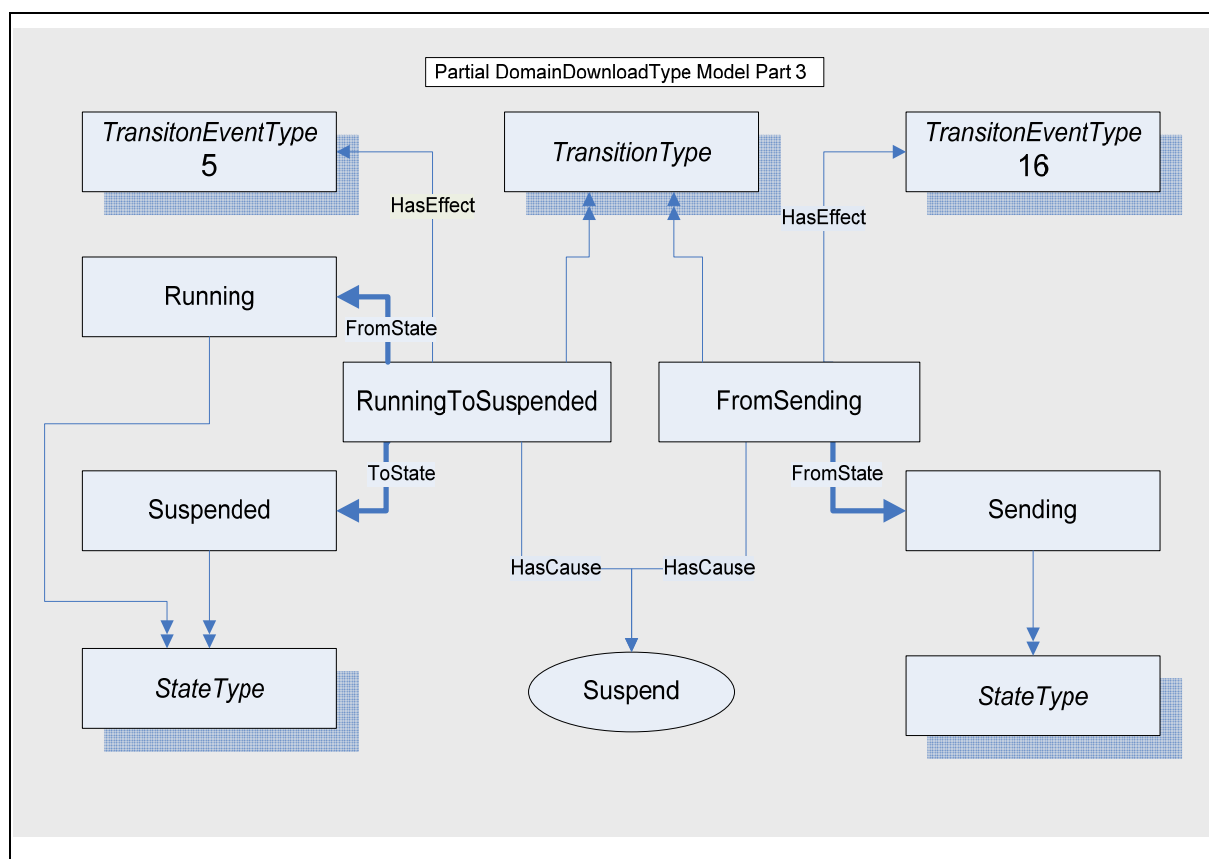 Partial DomainDownloadType Model Part 3
TransitonEventType
5
TransitionType
TransitonEventType
16
HasEffect
HasEffect
Running
FromState
RunningToSuspended
FromSending
ToState
FromState
Suspended
Sending
HasCause
HasCause
StateType
Suspend
StateType